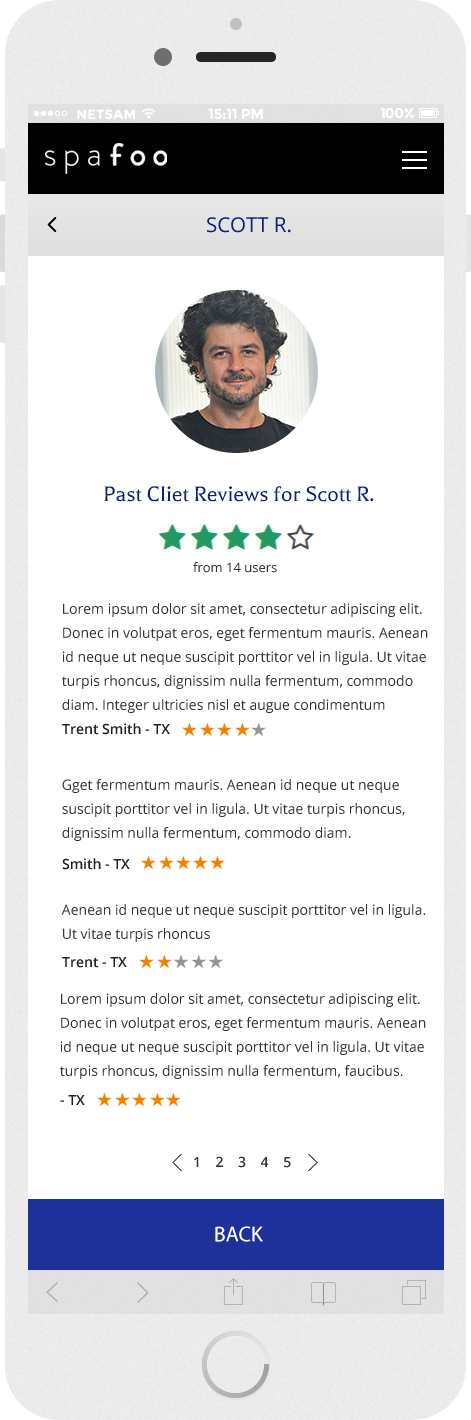 NETSAM 15:11 PM 100%
spafoo
SCOTT R.
Past Cliet Reviews for Scott R.
from 14 users
Lorem ipsum dolor sit amet, consectetur adipiscing elit.
Donec in volutpat eros, eget fermentum mauris. Aenean
id neque ut neque suscipit porttitor vel in ligula. Ut vitae
turpis rhoncus, dignissim nulla fermentum, commodo
diam. Integer ultricies nisl et augue condimentum
Trent Smith - TX
Gget fermentum mauris. Aenean id neque ut neque
suscipit porttitor vel in ligula. Ut vitae turpis rhoncus,
dignissim nulla fermentum, commodo diam.
Smith - TX
Aenean id neque ut neque suscipit porttitor vel in ligula.
Ut vitae turpis rhoncus
Trent - TX
Lorem ipsum dolor sit amet, consectetur adipiscing elit.
Donec in volutpat eros, eget fermentum mauris. Aenean
id neque ut neque suscipit porttitor vel in ligula. Ut vitae
turpis rhoncus, dignissim nulla fermentum, faucibus.
- TX
1 2 3 4 5
BACK